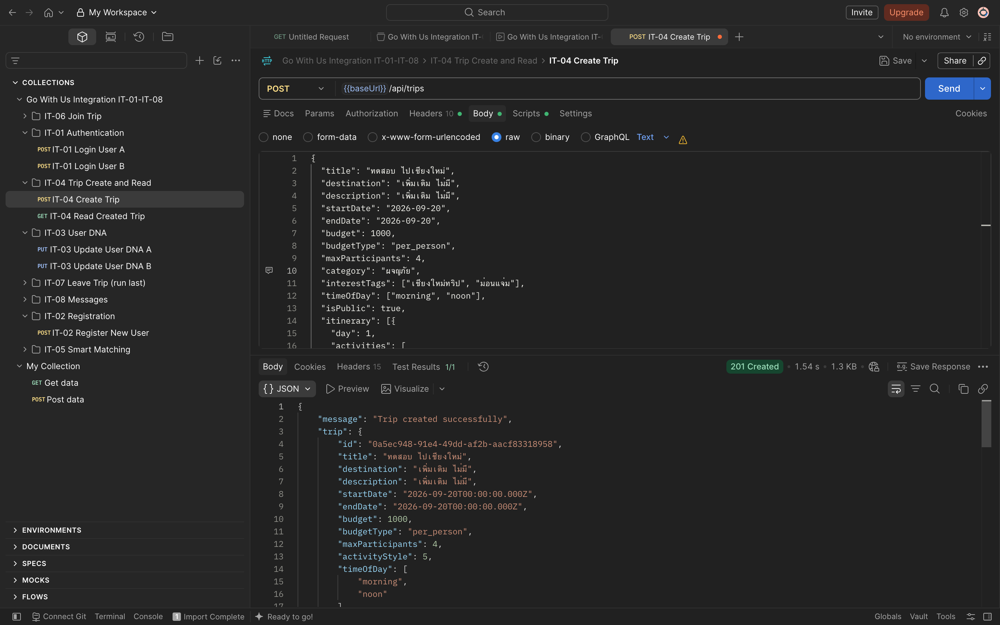 My Workspace
Search
Invite
Upgrade
GET Untitled Request
Go With Us Integration IT-
Go With Us Integration IT-
POST IT-04 Create Trip
No environment
COLLECTIONS
Go With Us Integration IT-01-IT-08
IT-06 Join Trip
IT-01 Authentication
POST IT-01 Login User A
POST IT-01 Login User B
IT-04 Trip Create and Read
POST IT-04 Create Trip
GET IT-04 Read Created Trip
IT-03 User DNA
PUT IT-03 Update User DNA A
PUT IT-03 Update User DNA B
IT-07 Leave Trip (run last)
IT-08 Messages
IT-02 Registration
POST IT-02 Register New User
IT-05 Smart Matching
My Collection
GET Get data
POST Post data
ENVIRONMENTS
DOCUMENTS
SPECS
MOCKS
FLOWS
HTTP Go With Us Integration IT-01-IT-08 > IT-04 Trip Create and Read > IT-04 Create Trip
Save
Share
POST {{baseUrl}} /api/trips
Send
Docs Params Authorization Headers 10 Body Scripts Settings
Cookies
none form-data x-www-form-urlencoded raw binary GraphQL Text
1 {
2 "title": "ทดสอบ ไปเชียงใหม่",
3 "destination": "เพิ่มเติม ไม่มี",
4 "description": "เพิ่มเติม ไม่มี",
5 "startDate": "2026-09-20",
6 "endDate": "2026-09-20",
7 "budget": 1000,
8 "budgetType": "per_person",
9 "maxParticipants": 4,
10 "category": "ผจญภัย",
11 "interestTags": ["เชียงใหม่ทริป", "ม่อนแจ่ม"],
12 "timeOfDay": ["morning", "noon"],
13 "isPublic": true,
14 "itinerary": [{
15 "day": 1,
16 "activities": [
Body Cookies Headers 15 Test Results 1/1
201 Created • 1.54 s • 1.3 KB • e.g. Save Response
{} JSON Preview Visualize
1 {
2 "message": "Trip created successfully",
3 "trip": {
4 "id": "0a5ec948-91e4-49dd-af2b-aacf83318958",
5 "title": "ทดสอบ ไปเชียงใหม่",
6 "destination": "เพิ่มเติม ไม่มี",
7 "description": "เพิ่มเติม ไม่มี",
8 "startDate": "2026-09-20T00:00:00.000Z",
9 "endDate": "2026-09-20T00:00:00.000Z",
10 "budget": 1000,
11 "budgetType": "per_person",
12 "maxParticipants": 4,
13 "activityStyle": 5,
14 "timeOfDay": [
15 "morning",
16 "noon"
17 ]
Connect Git Terminal Console 1 Import Complete Ready to go!
Globals Vault Tools